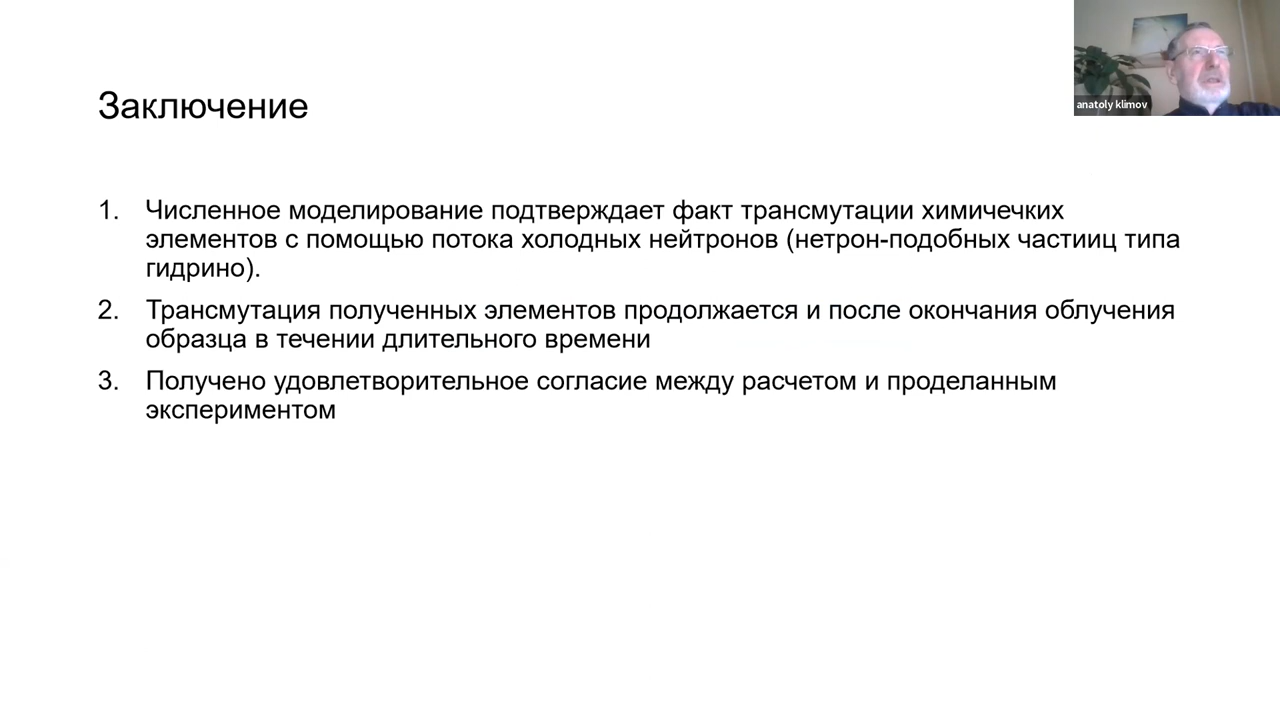 Заключение
anatoly klimov
1. Численное моделирование подтверждает факт трансмутации химичечких
элементов с помощью потока холодных нейтронов (нетрон-подобных частииц типа
гидрино).
2. Трансмутация полученных элементов продолжается и после окончания облучения
образца в течении длительного времени
3. Получено удовлетворительное согласие между расчетом и проделанным
экспериментом